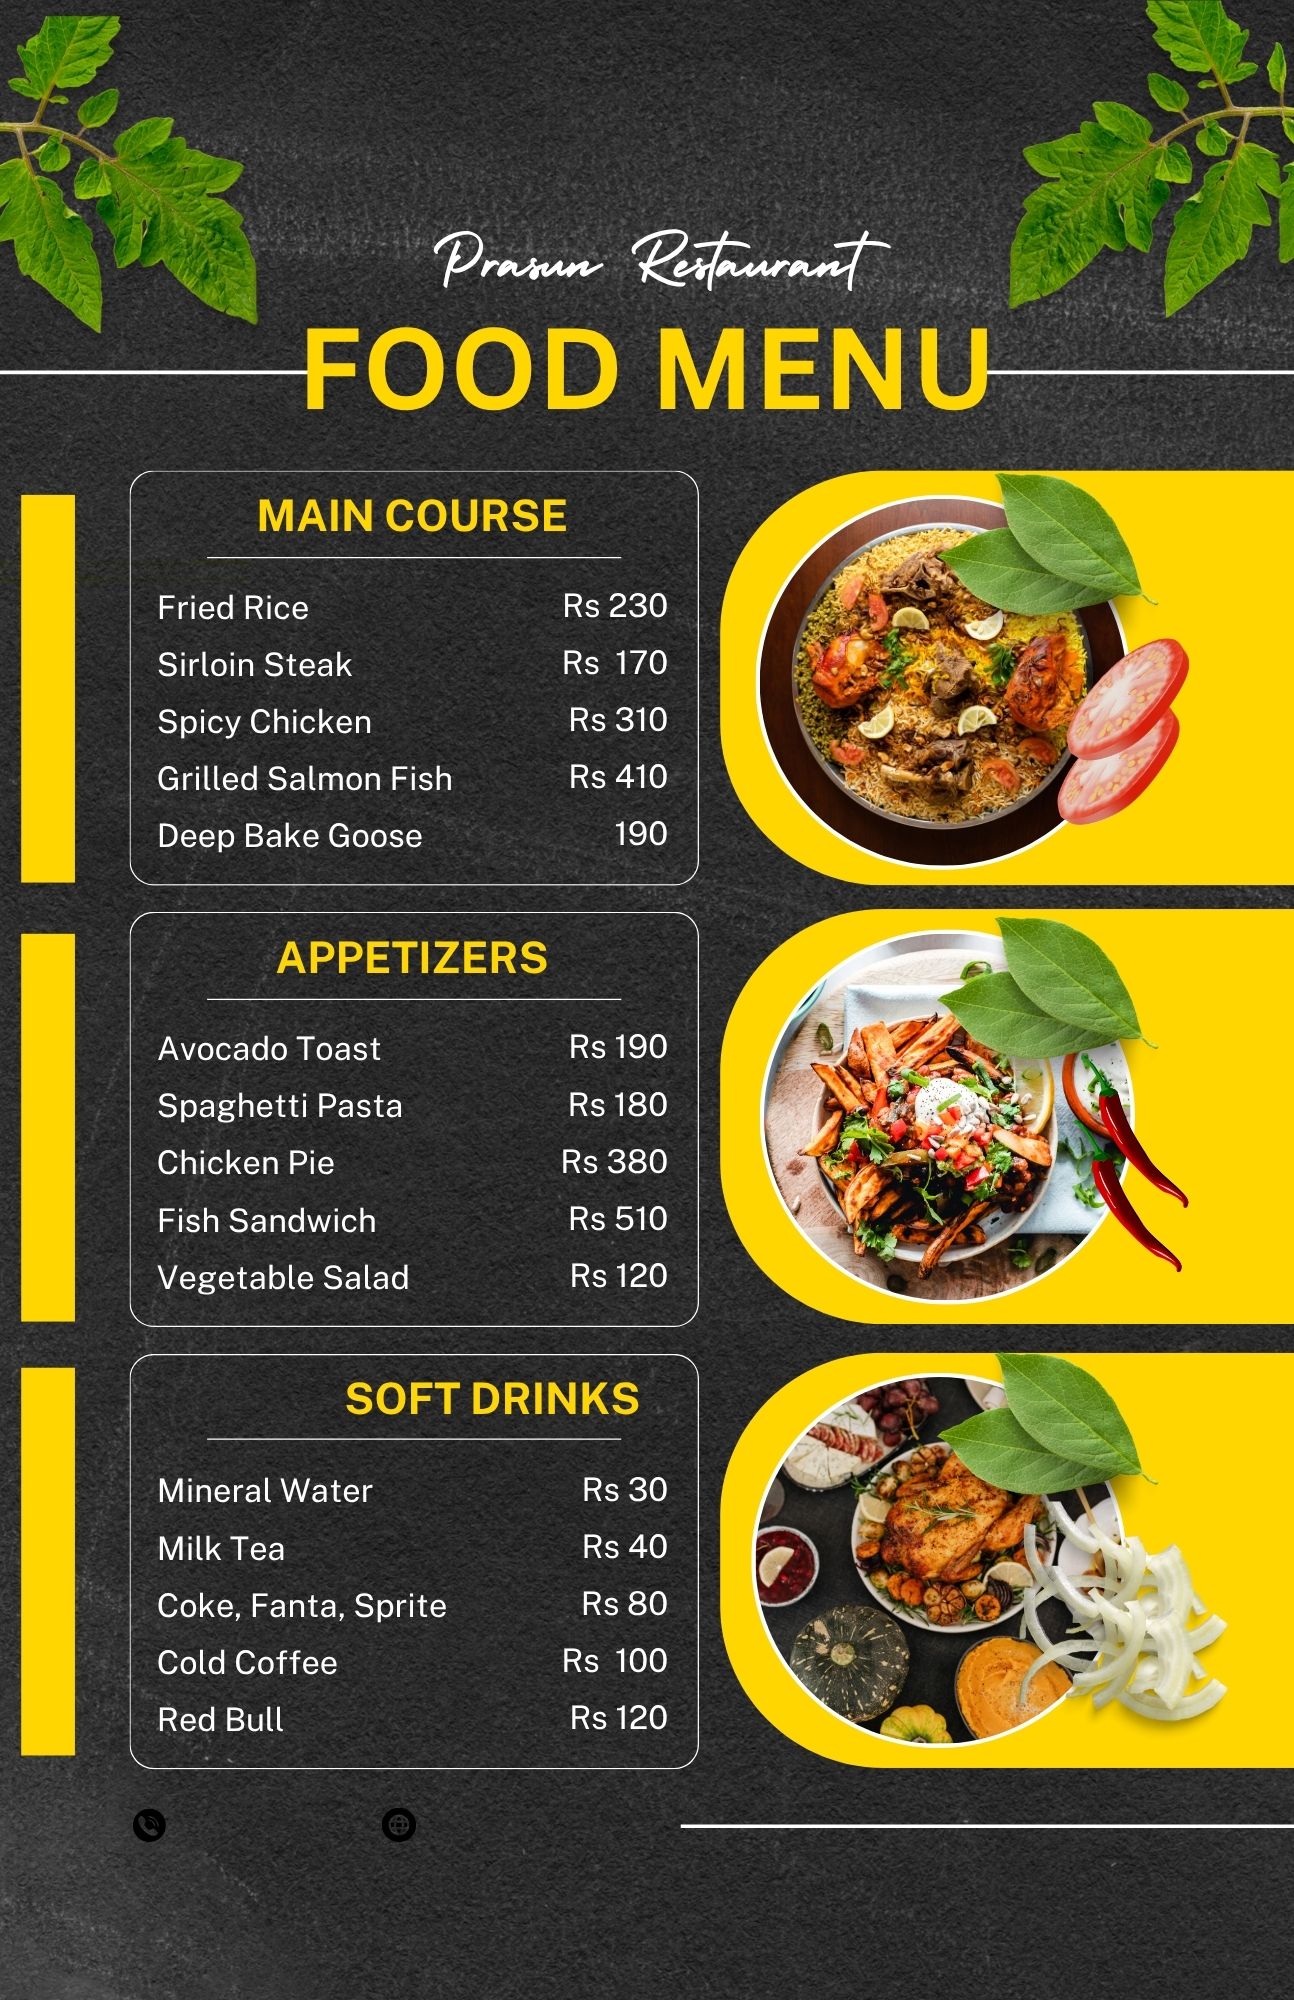 Prasun Restaurant
FOOD MENU
MAIN COURSE
Fried Rice Rs 230
Sirloin Steak Rs 170
Spicy Chicken Rs 310
Grilled Salmon Fish Rs 410
Deep Bake Goose 190
APPETIZERS
Avocado Toast Rs 190
Spaghetti Pasta Rs 180
Chicken Pie Rs 380
Fish Sandwich Rs 510
Vegetable Salad Rs 120
SOFT DRINKS
Mineral Water Rs 30
Milk Tea Rs 40
Coke, Fanta, Sprite Rs 80
Cold Coffee Rs 100
Red Bull Rs 120